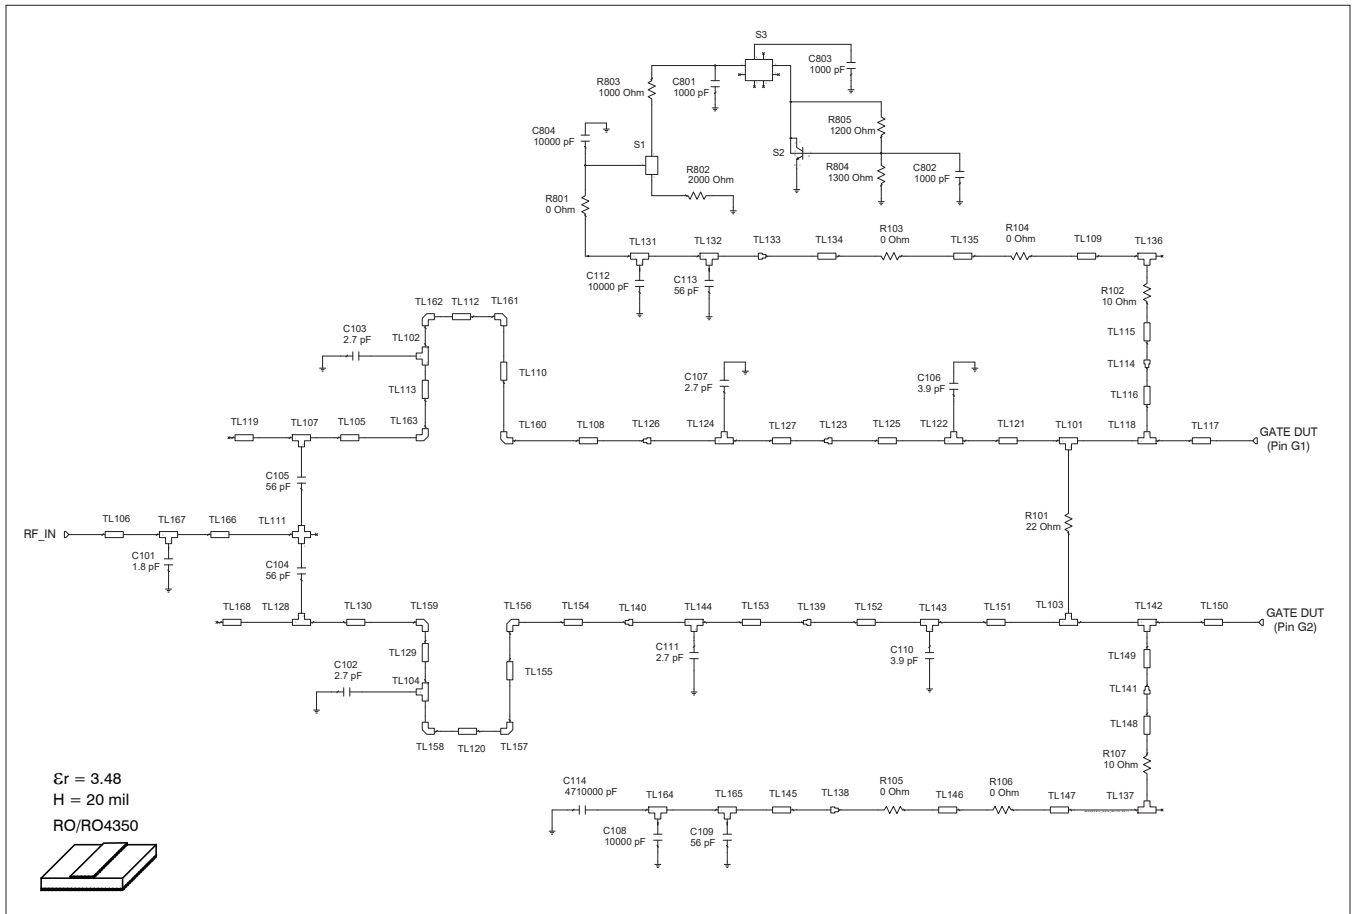 S3
C803
1000 pF
R803
1000 Ohm
C801
1000 pF
C804
10000 pF
S1
R805
1200 Ohm
S2
R802
2000 Ohm
R804
1300 Ohm
C802
1000 pF
R801
0 Ohm
TL131
TL132
TL133
TL134
R103
0 Ohm
TL135
R104
0 Ohm
TL109
TL136
C112
10000 pF
C113
56 pF
R102
10 Ohm
TL162
TL112
TL161
C103
2.7 pF
TL102
TL115
TL114
TL110
C107
2.7 pF
C106
3.9 pF
TL113
TL116
TL119
TL107
TL105
TL163
TL160
TL108
TL126
TL124
TL127
TL123
TL125
TL122
TL121
TL101
TL118
TL117
GATE DUT
(Pin G1)
C105
56 pF
RF_IN
TL106
TL167
TL166
TL111
R101
22 Ohm
C101
1.8 pF
C104
56 pF
TL168
TL128
TL130
TL159
TL156
TL154
TL140
TL144
TL153
TL139
TL152
TL143
TL151
TL103
TL142
TL150
GATE DUT
(Pin G2)
TL129
C111
2.7 pF
C110
3.9 pF
TL149
C102
2.7 pF
TL104
TL155
TL141
TL148
TL158
TL120
TL157
R107
10 Ohm
C114
4710000 pF
TL164
TL165
TL145
TL138
R105
0 Ohm
TL146
R106
0 Ohm
TL147
TL137
C108
10000 pF
C109
56 pF
Ɛr = 3.48
H = 20 mil
RO/RO4350